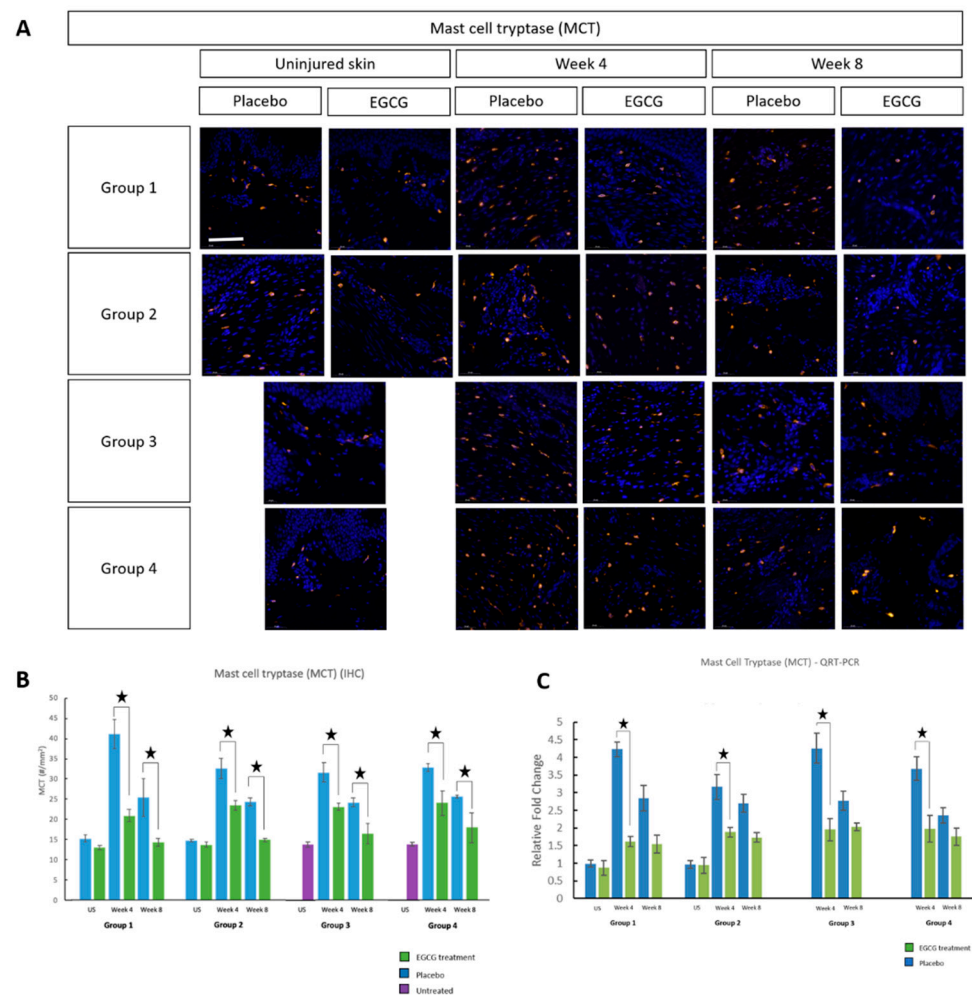 A
Mast cell tryptase (MCT)
Uninjured skin Week 4 Week 8
Placebo EGCG Placebo EGCG Placebo EGCG
Group 1
Group 2
Group 3
Group 4
B
Mast cell tryptase (MCT) (IHC)
MCT (#/mm²)
50
45
40
35
30
25
20
15
10
5
0
US Week 4 Week 8 US Week 4 Week 8 US Week 4 Week 8 US Week 4 Week 8
Group 1 Group 2 Group 3 Group 4
EGCG treatment
Placebo
Untreated
C
Mast Cell Tryptase (MCT) - QRT-PCR
Relative Fold Change
5
4.5
4
3.5
3
2.5
2
1.5
1
0.5
0
US Week 4 Week 8 US Week 4 Week 8 Week 4 Week 8 Week 4 Week 8
Group 1 Group 2 Group 3 Group 4
EGCG treatment
Placebo